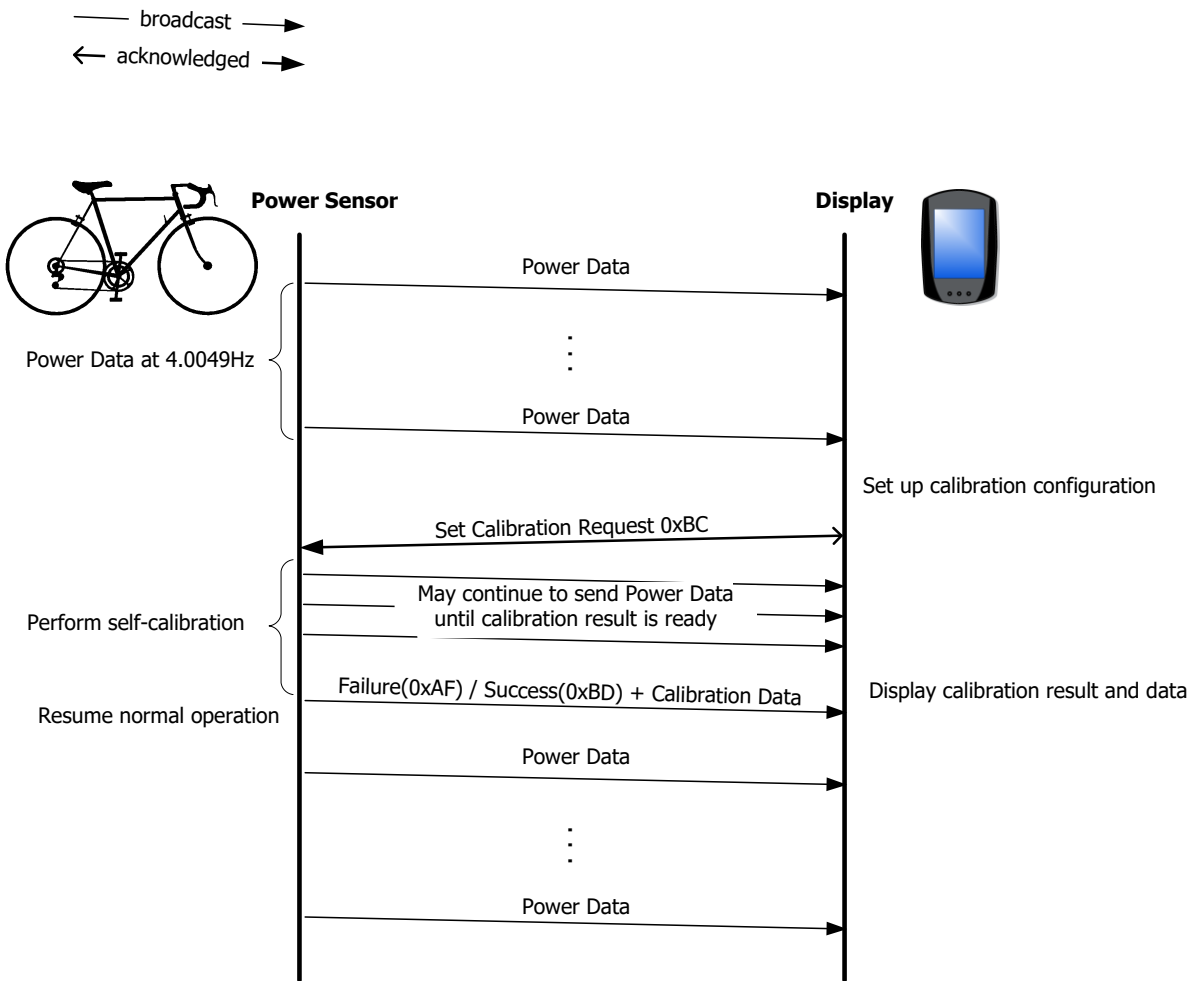 broadcast
acknowledged
Power Sensor
Display
Power Data
Power Data at 4.0049Hz
Power Data
Set up calibration configuration
Set Calibration Request 0xBC
May continue to send Power Data
until calibration result is ready
Perform self-calibration
Failure(0xAF) / Success(0xBD) + Calibration Data
Display calibration result and data
Resume normal operation
Power Data
Power Data